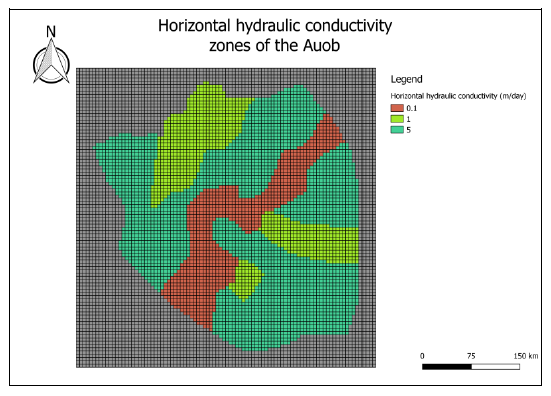 Horizontal hydraulic conductivity
zones of the Auob
N
Legend
Horizontal hydraulic conductivity (m/day)
0.1
1
5
0 75 150 km